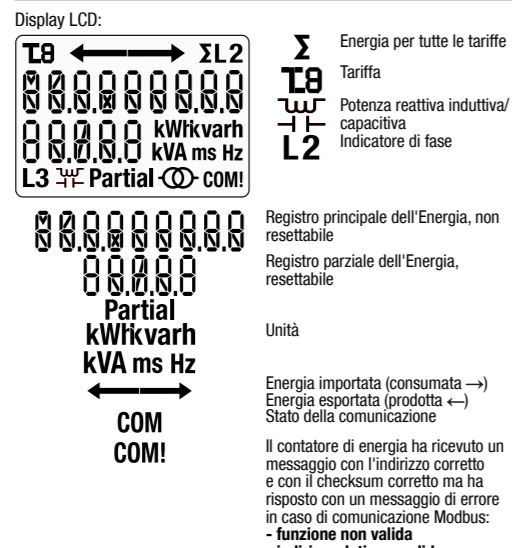 Display LCD:
T.8 ΣL2
kWhkvarh
kVA ms Hz
L3 Partial COM!
Σ Energia per tutte le tariffe
T.8 Tariffa
Potenza reattiva induttiva/
capacitiva
L2 Indicatore di fase
Registro principale dell'Energia, non
resettabile
Registro parziale dell'Energia,
resettabile
Partial
kWhkvarh Unità
kVA ms Hz
Energia importata (consumata →)
Energia esportata (prodotta ←)
COM Stato della comunicazione
COM! Il contatore di energia ha ricevuto un
messaggio con l'indirizzo corretto
e con il checksum corretto ma ha
risposto con un messaggio di errore
in caso di comunicazione Modbus:
- funzione non valida